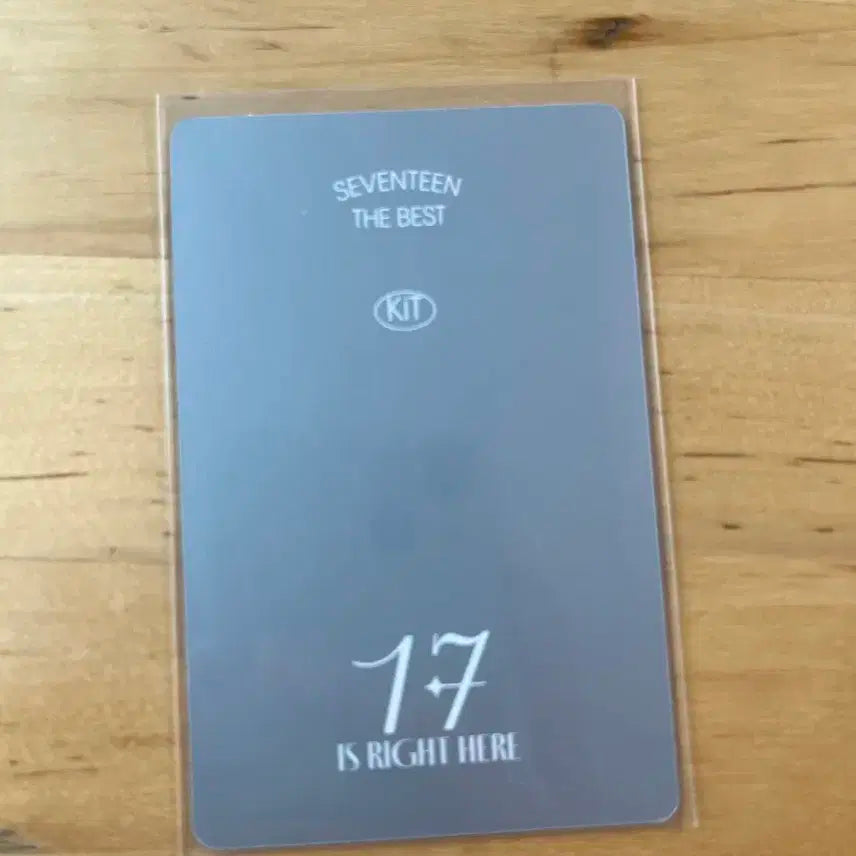 SEVENTEEN
THE BEST
KiT
17
IS RIGHT HERE